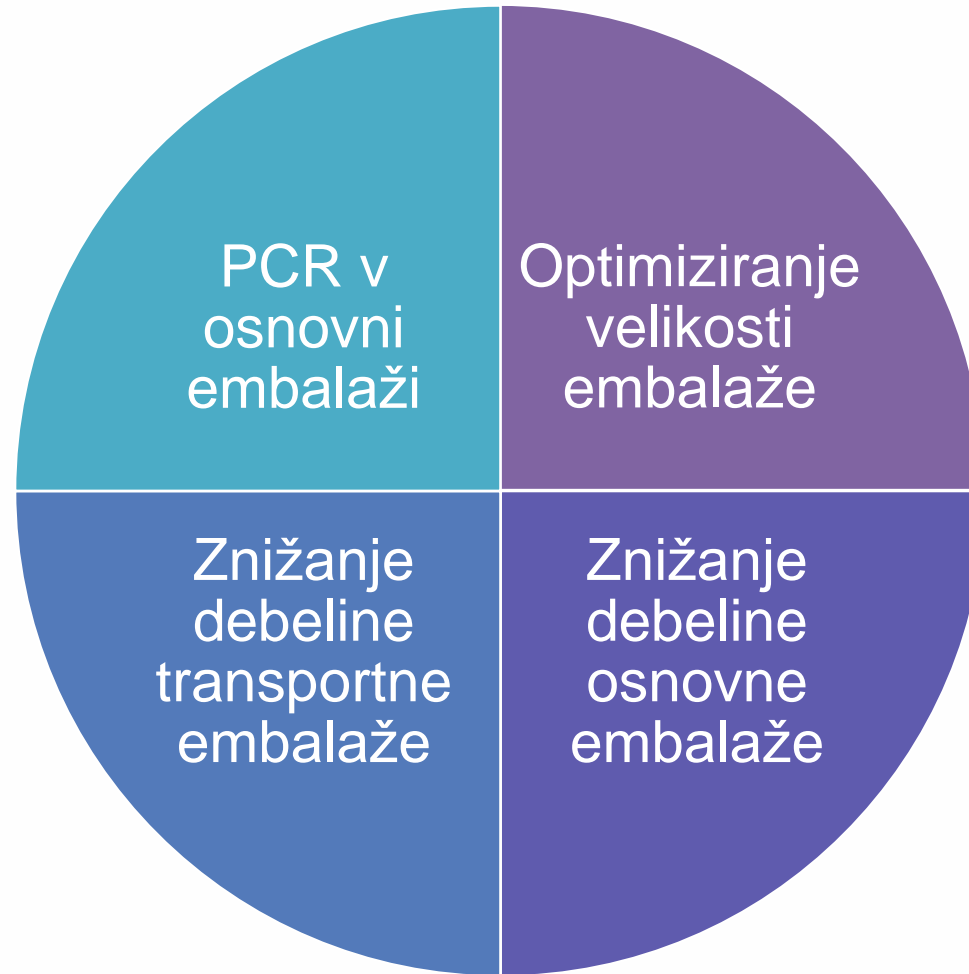 PCR v
osnovni
embalaži
Optimiziranje
velikosti
embalaže
Znižanje
debeline
transportne
embalaže
Znižanje
debeline
osnovne
embalaže